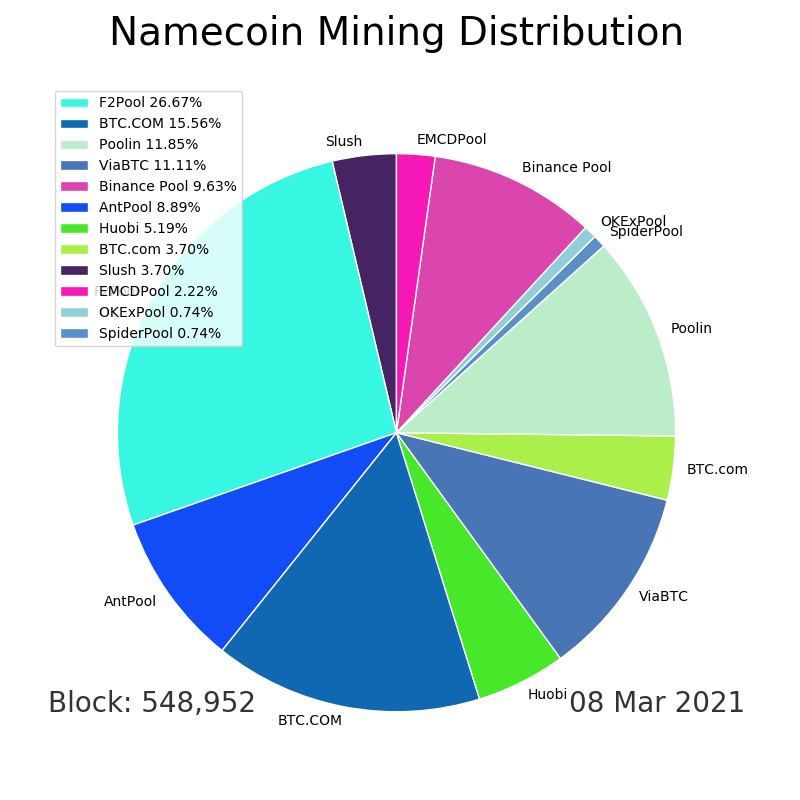 Namecoin Mining Distribution
F2Pool 26.67%
BTC.COM 15.56%
Poolin 11.85%
ViaBTC 11.11%
Binance Pool 9.63%
AntPool 8.89%
Huobi 5.19%
BTC.com 3.70%
Slush 3.70%
EMCDPool 2.22%
OKExPool 0.74%
SpiderPool 0.74%
Slush
EMCDPool
Binance Pool
OKExPool
SpiderPool
Poolin
BTC.com
ViaBTC
AntPool
Huobi
BTC.COM
Block: 548,952
08 Mar 2021